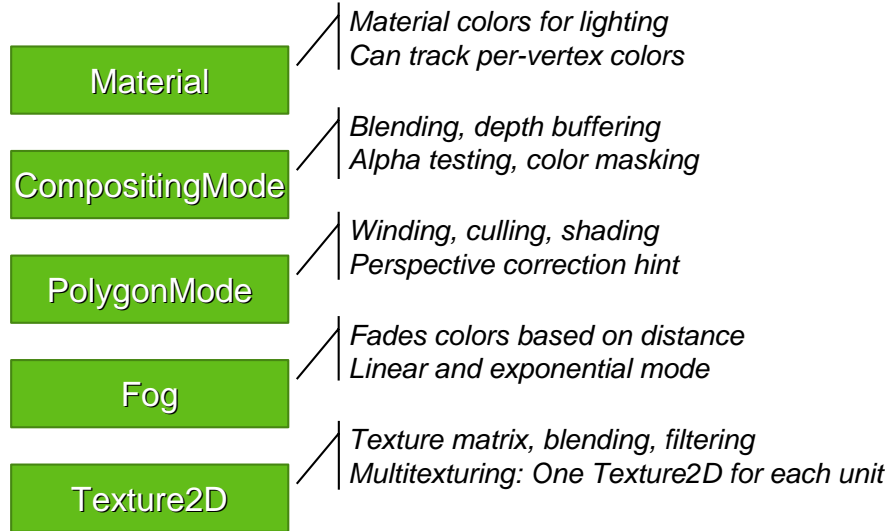 Material
Material colors for lighting
Can track per-vertex colors
CompositingMode
Blending, depth buffering
Alpha testing, color masking
PolygonMode
Winding, culling, shading
Perspective correction hint
Fog
Fades colors based on distance
Linear and exponential mode
Texture2D
Texture matrix, blending, filtering
Multitexturing: One Texture2D for each unit